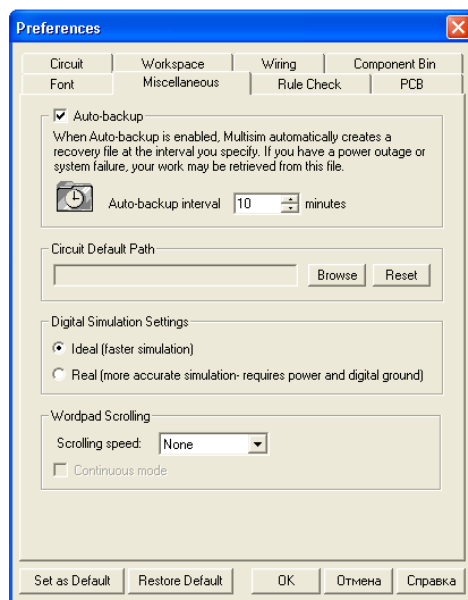 Preferences
Circuit Workspace Wiring Component Bin
Font Miscellaneous Rule Check PCB
Auto-backup
When Auto-backup is enabled, Multisim automatically creates a
recovery file at the interval you specify. If you have a power outage or
system failure, your work may be retrieved from this file.
Auto-backup interval 10 minutes
Circuit Default Path
Browse Reset
Digital Simulation Settings
Ideal (faster simulation)
Real (more accurate simulation- requires power and digital ground)
Wordpad Scrolling
Scrolling speed: None
Continuous mode
Set as Default Restore Default OK Отмена Справка